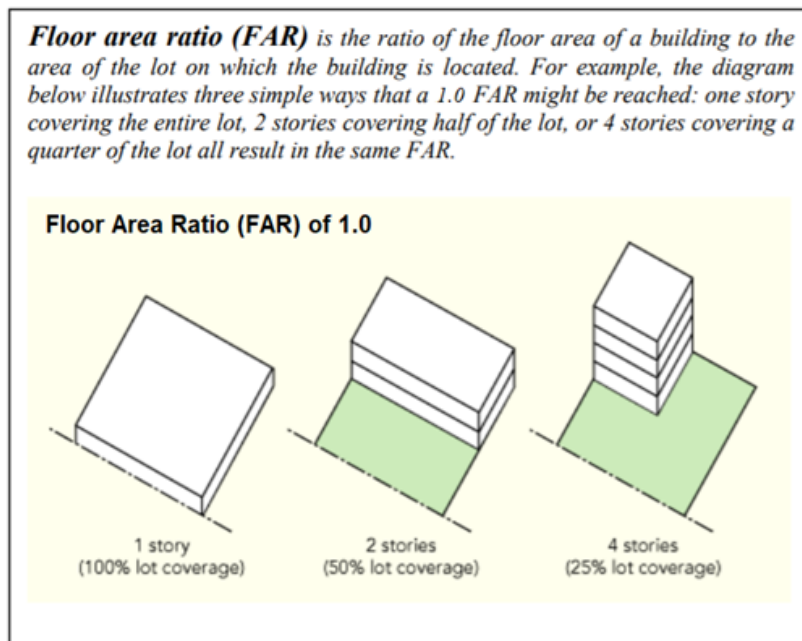 Floor area ratio (FAR) is the ratio of the floor area of a building to the
area of the lot on which the building is located. For example, the diagram
below illustrates three simple ways that a 1.0 FAR might be reached: one story
covering the entire lot, 2 stories covering half of the lot, or 4 stories covering a
quarter of the lot all result in the same FAR.
Floor Area Ratio (FAR) of 1.0
1 story
(100% lot coverage)
2 stories
(50% lot coverage)
4 stories
(25% lot coverage)